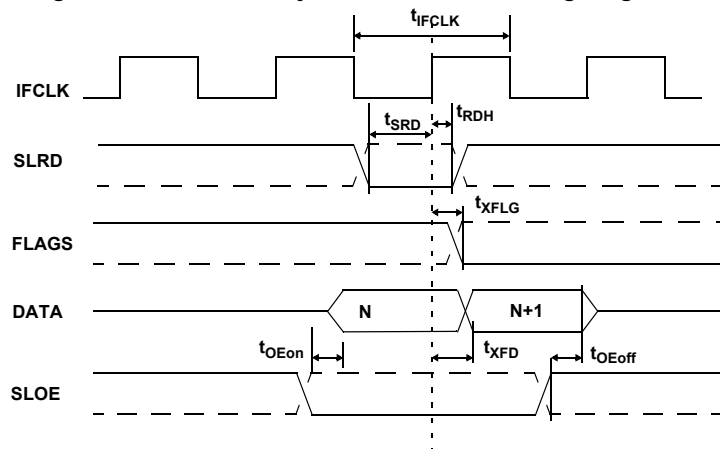 tIFCLK
IFCLK
tSRD
tRDH
SLRD
tXFLG
FLAGS
DATA
N
N+1
tOEon
tXFD
tOEoff
SLOE